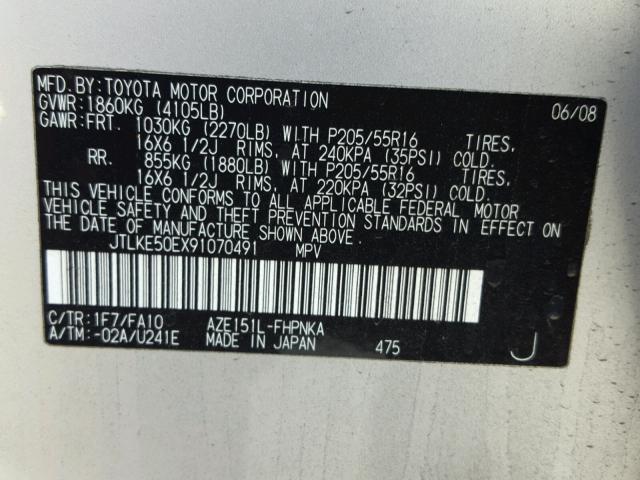 MFD.BY:TOYOTA MOTOR CORPORATION 06/08
GVWR:1860KG (4105LB)
GAWR:FRT. 1030KG (2270LB) WITH P205/55R16 TIRES,
16X6 1/2J RIMS, AT 240KPA (35PSI) COLD.
RR. 855KG (1880LB) WITH P205/55R16 TIRES,
16X6 1/2J RIMS, AT 220KPA (32PSI) COLD.
THIS VEHICLE CONFORMS TO ALL APPLICABLE FEDERAL MOTOR
VEHICLE SAFETY AND THEFT PREVENTION STANDARDS IN EFFECT ON
THE DATE OF MANUFACTURE SHOWN ABOVE.
JTLKE50EX91070491 MPV
C/TR:1F7/FA10 AZE151L-FHPNKA
A/TM:-02A/U241E MADE IN JAPAN 475 J